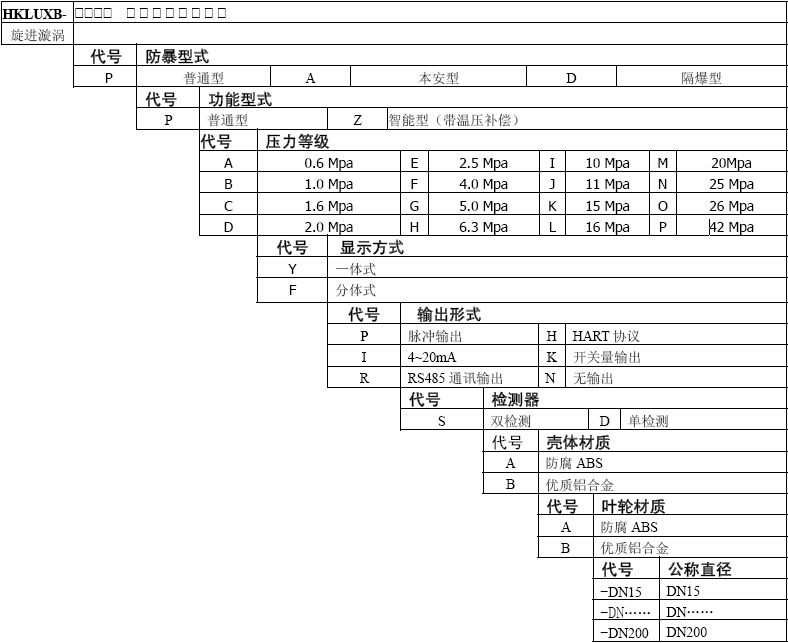 HKLUXB-□□□□ □□□□□□□□
旋进漩涡
代号 防暴型式
P 普通型 A 本安型 D 隔爆型
代号 功能型式
P 普通型 Z 智能型（带温压补偿）
代号 压力等级
A 0.6 Mpa E 2.5 Mpa I 10 Mpa M 20Mpa
B 1.0 Mpa F 4.0 Mpa J 11 Mpa N 25 Mpa
C 1.6 Mpa G 5.0 Mpa K 15 Mpa O 26 Mpa
D 2.0 Mpa H 6.3 Mpa L 16 Mpa P 42 Mpa
代号 显示方式
Y 一体式
F 分体式
代号 输出形式
P 脉冲输出 H HART 协议
I 4~20mA K 开关量输出
R RS485 通讯输出 N 无输出
代号 检测器
S 双检测 D 单检测
代号 壳体材质
A 防腐 ABS
B 优质铝合金
代号 叶轮材质
A 防腐 ABS
B 优质铝合金
代号 公称直径
-DN15 DN15
-DN…… DN……
-DN200 DN200